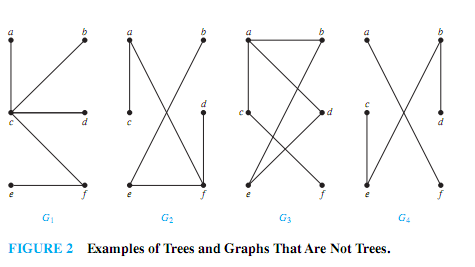 a b a b a b a b
d c
c d c c d d
e f e f e f e f
G1 G2 G3 G4
FIGURE 2 Examples of Trees and Graphs That Are Not Trees.